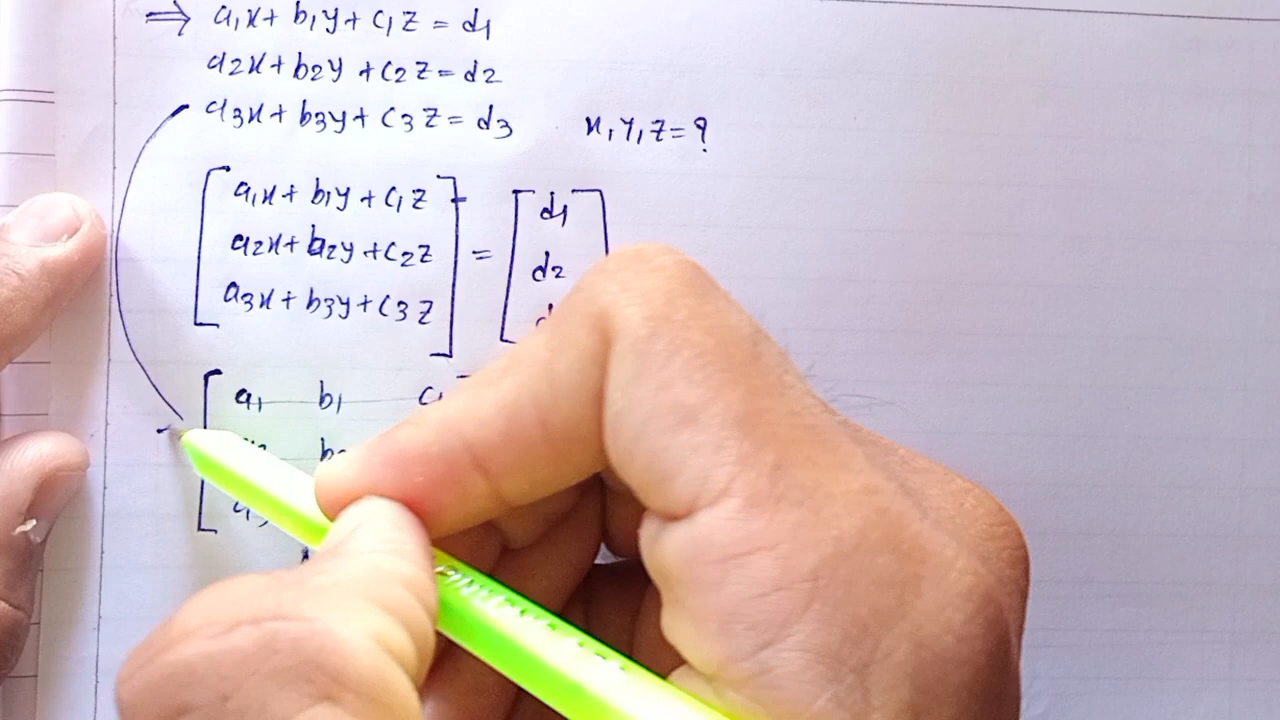 ⇒ a₁x + b₁y + c₁z = d₁
a₂x + b₂y + c₂z = d₂
a₃x + b₃y + c₃z = d₃ x, y, z = ?
[ a₁x + b₁y + c₁z ] = [ d₁
a₂x + b₂y + c₂z d₂
a₃x + b₃y + c₃z
[ a₁ b₁ c₁